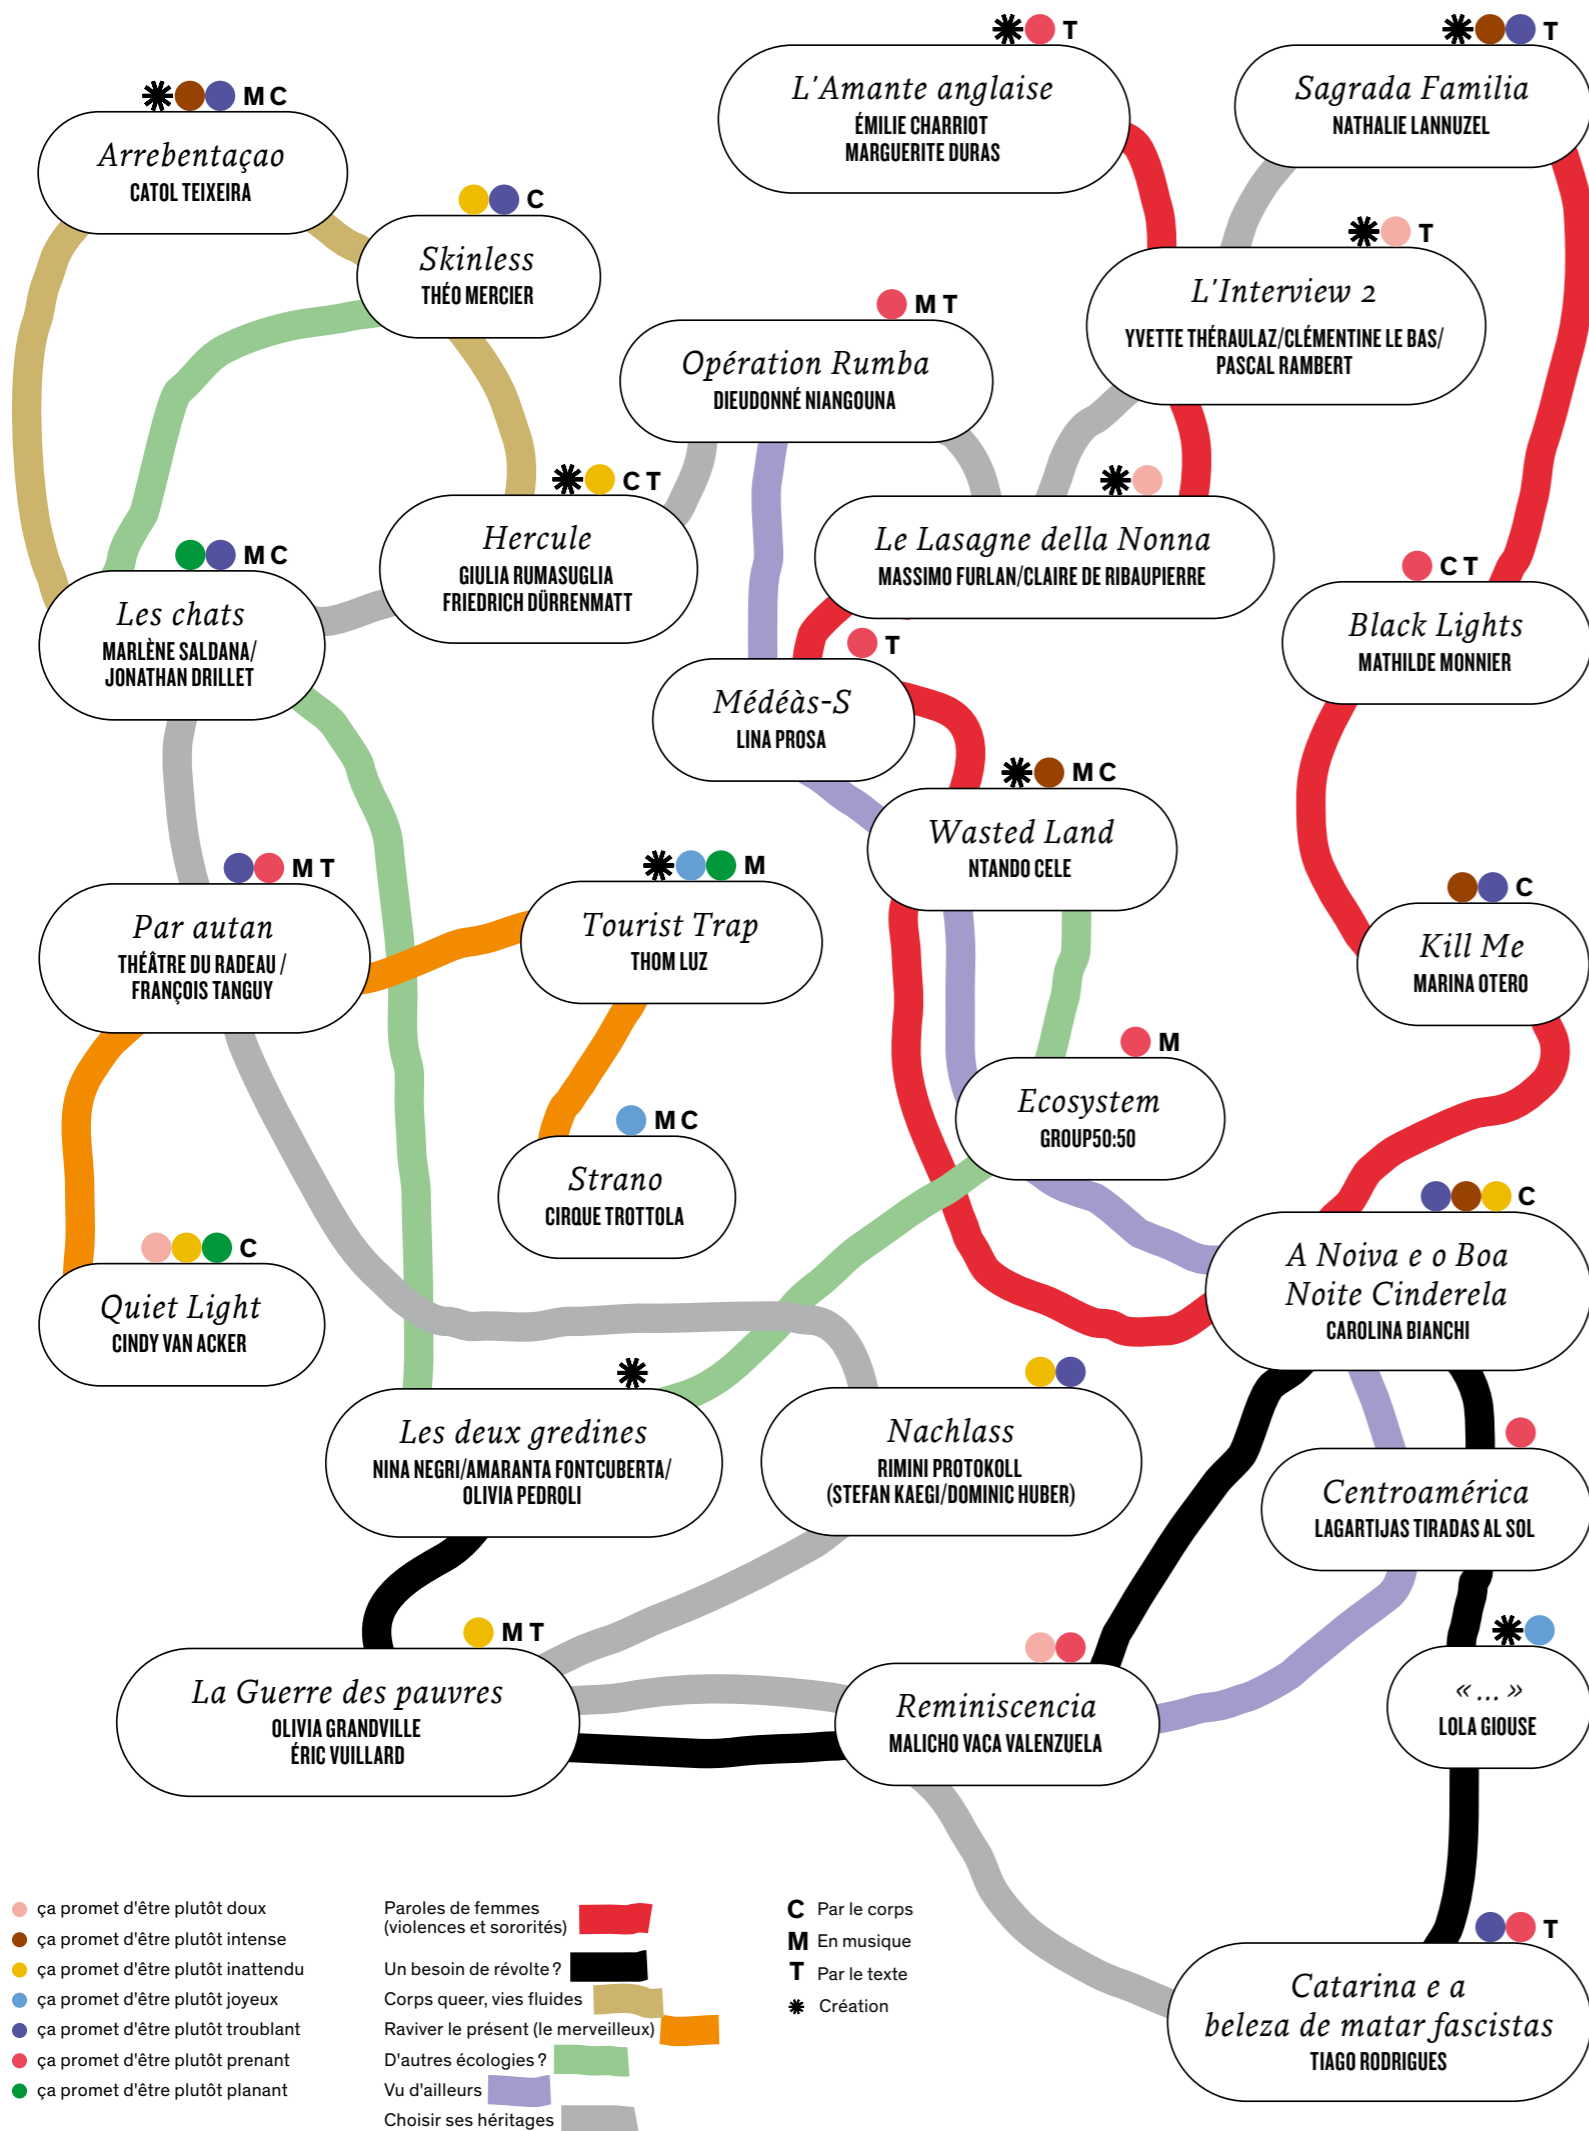 T
L'Amante anglaise
ÉMILIE CHARRIOT
MARGUERITE DURAS
T
Sagrada Familia
NATHALIE LANNUZEL
M C
Arrebentaçao
CATOL TEIXEIRA
C
Skinless
THÉO MERCIER
T
L'Interview 2
YVETTE THÉRAULAZ/CLÉMENTINE LE BAS/
PASCAL RAMBERT
M T
Opération Rumba
DIEUDONNÉ NIANGOUNA
C T
Hercule
GIULIA RUMASUGLIA
FRIEDRICH DÜRRENMATT
Le Lasagne della Nonna
MASSIMO FURLAN/CLAIRE DE RIBAUPIERRE
M C
Les chats
MARLÈNE SALDANA/
JONATHAN DRILLET
C T
Black Lights
MATHILDE MONNIER
T
Médéàs-S
LINA PROSA
M C
Wasted Land
NTANDO CELE
M T
Par autan
THÉÂTRE DU RADEAU /
FRANÇOIS TANGUY
M
Tourist Trap
THOM LUZ
C
Kill Me
MARINA OTERO
M
Ecosystem
GROUP50:50
M C
Strano
CIRQUE TROTTOLA
C
A Noiva e o Boa
Noite Cinderela
CAROLINA BIANCHI
C
Quiet Light
CINDY VAN ACKER
Les deux gredines
NINA NEGRI/AMARANTA FONTCUBERTA/
OLIVIA PEDROLI
Nachlass
RIMINI PROTOKOLL
(STEFAN KAEGI/DOMINIC HUBER)
Centroamérica
LAGARTIJAS TIRADAS AL SOL
M T
La Guerre des pauvres
OLIVIA GRANDVILLE
ÉRIC VUILLARD
Reminiscencia
MALICHO VACA VALENZUELA
« ... »
LOLA GIOUSE
T
Catarina e a
beleza de matar fascistas
TIAGO RODRIGUES
ça promet d'être plutôt doux
ça promet d'être plutôt intense
ça promet d'être plutôt inattendu
ça promet d'être plutôt joyeux
ça promet d'être plutôt troublant
ça promet d'être plutôt prenant
ça promet d'être plutôt planant
Paroles de femmes
(violences et sororités)
Un besoin de révolte ?
Corps queer, vies fluides
Raviver le présent (le merveilleux)
D'autres écologies ?
Vu d'ailleurs
Choisir ses héritages
C Par le corps
M En musique
T Par le texte
Création